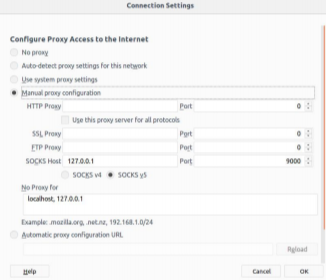 Connection Settings
Configure Proxy Access to the Internet
No proxy
Auto-detect proxy settings for this network
Use system proxy settings
Manual proxy configuration
HTTP Proxy Port 0
Use this proxy server for all protocols
SSL Proxy Port 0
FTP Proxy Port 0
SOCKS Host 127.0.0.1 Port 9000
SOCKS v4 SOCKS v5
No Proxy for
localhost, 127.0.0.1
Example: .mozilla.org, .net.nz, 192.168.1.0/24
Automatic proxy configuration URL
Reload
Help Cancel OK